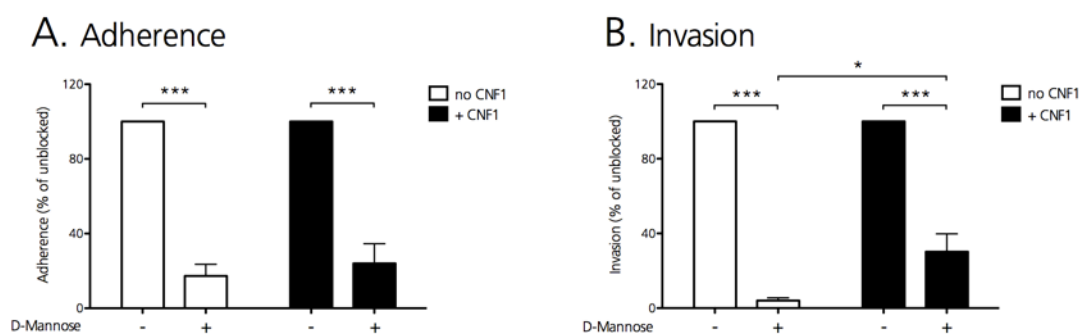 A. Adherence
120
80
40
0
Adherence (% of unblocked)
***
***
no CNF1
+ CNF1
D-Mannose - + - +
B. Invasion
120
80
40
0
Invasion (% of unblocked)
*
***
***
no CNF1
+ CNF1
D-Mannose - + - +